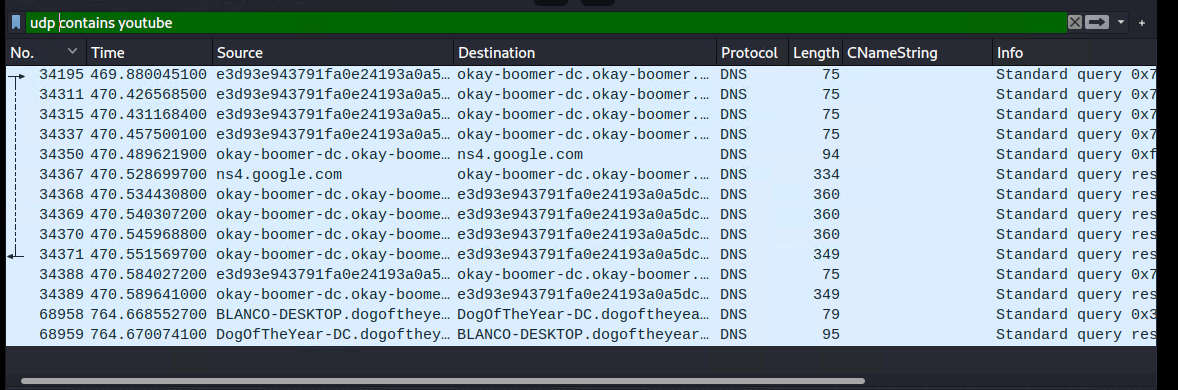 udp contains youtube
No. Time Source Destination Protocol Length CNameString Info
34195 469.880045100 e3d93e943791fa0e24193a0a5… okay-boomer-dc.okay-boomer.… DNS 75 Standard query 0x7
34311 470.426568500 e3d93e943791fa0e24193a0a5… okay-boomer-dc.okay-boomer.… DNS 75 Standard query 0x7
34315 470.431168400 e3d93e943791fa0e24193a0a5… okay-boomer-dc.okay-boomer.… DNS 75 Standard query 0x7
34337 470.457500100 e3d93e943791fa0e24193a0a5… okay-boomer-dc.okay-boomer.… DNS 75 Standard query 0x7
34350 470.489621900 okay-boomer-dc.okay-boome… ns4.google.com DNS 94 Standard query 0xf
34367 470.528699700 ns4.google.com okay-boomer-dc.okay-boomer.… DNS 334 Standard query res
34368 470.534430800 okay-boomer-dc.okay-boome… e3d93e943791fa0e24193a0a5dc… DNS 360 Standard query res
34369 470.540307200 okay-boomer-dc.okay-boome… e3d93e943791fa0e24193a0a5dc… DNS 360 Standard query res
34370 470.545968800 okay-boomer-dc.okay-boome… e3d93e943791fa0e24193a0a5dc… DNS 360 Standard query res
34371 470.551569700 okay-boomer-dc.okay-boome… e3d93e943791fa0e24193a0a5dc… DNS 349 Standard query res
34388 470.584027200 e3d93e943791fa0e24193a0a5… okay-boomer-dc.okay-boomer.… DNS 75 Standard query 0x7
34389 470.589641000 okay-boomer-dc.okay-boome… e3d93e943791fa0e24193a0a5dc… DNS 349 Standard query res
68958 764.668552700 BLANCO-DESKTOP.dogoftheye… DogOfTheYear-DC.dogoftheyea… DNS 79 Standard query 0x3
68959 764.670074100 DogOfTheYear-DC.dogofthey… BLANCO-DESKTOP.dogoftheyear… DNS 95 Standard query res